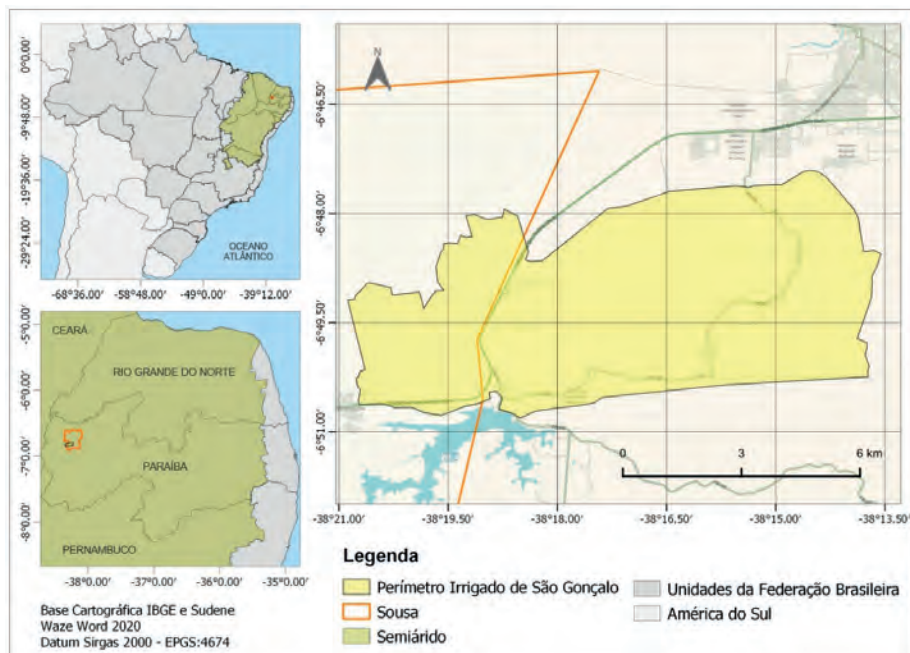 0°0.00'
-9°48.00'
-19°36.00'
-29°24.00'
OCEANO
ATLÂNTICO
-68°36.00' -58°48.00' -49°0.00' -39°12.00'
CEARÁ
RIO GRANDE DO NORTE
PARAÍBA
PERNAMBUCO
-5°0.00'
-6°0.00'
-7°0.00'
-8°0.00'
-38°0.00' -37°0.00' -36°0.00' -35°0.00'
Base Cartográfica IBGE e Sudene
Waze Word 2020
Datum Sirgas 2000 - EPGS:4674
N
-6°46.50'
-6°48.00'
-6°49.50'
-6°51.00'
0 3 6 km
-38°21.00' -38°19.50' -38°18.00' -38°16.50' -38°15.00' -38°13.50'
Legenda
Perímetro Irrigado de São Gonçalo
Sousa
Semiárido
Unidades da Federação Brasileira
América do Sul